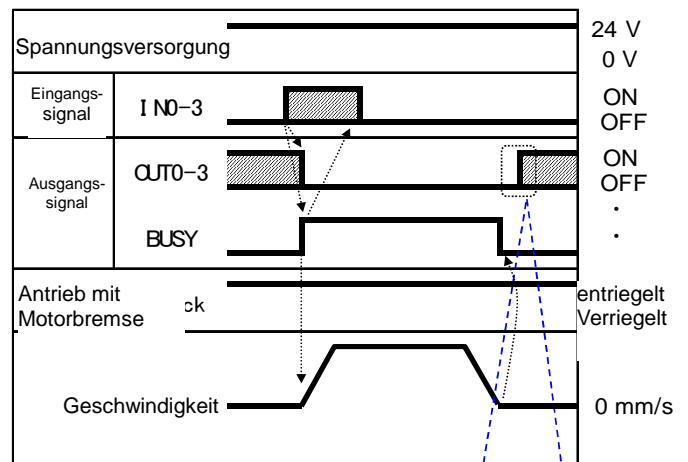 Spannungsversorgung
24 V
0 V
Eingangs-
signal
IN0-3
ON
OFF
Ausgangs-
signal
OUT0-3
ON
OFF
BUSY
Antrieb mit
Motorbremse
ck
entriegelt
Verriegelt
Geschwindigkeit
0 mm/s